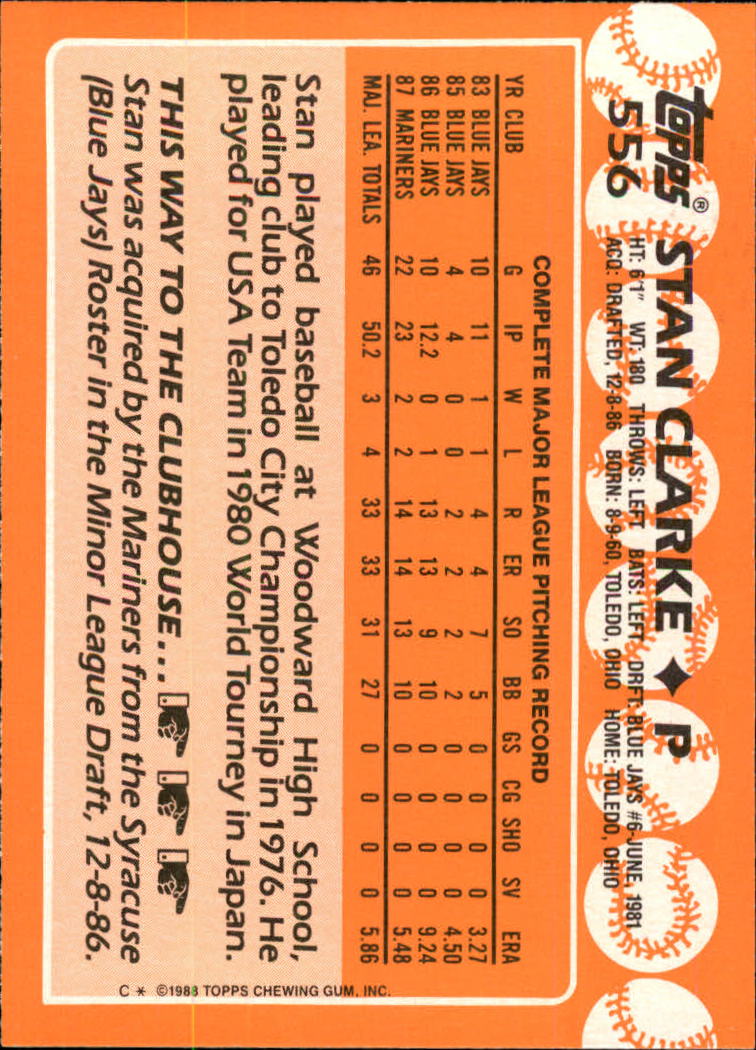 topps® STAN CLARKE ♦ P
556 HT: 6'1" WT: 180 THROWS: LEFT BATS: LEFT DRFT: BLUE JAYS #6-JUNE, 1981
ACQ: DRAFTED, 12-8-86 BORN: 8-9-60, TOLEDO, OHIO HOME: TOLEDO, OHIO
COMPLETE MAJOR LEAGUE PITCHING RECORD
YR CLUB G IP W L R ER SO BB GS CG SHO SV ERA
83 BLUE JAYS 10 11 1 1 4 4 7 5 0 0 0 0 3.27
85 BLUE JAYS 4 4 0 0 2 2 2 2 0 0 0 0 4.50
86 BLUE JAYS 10 12.2 0 1 13 13 9 10 0 0 0 0 9.24
87 MARINERS 22 23 2 2 14 14 13 10 0 0 0 0 5.48
MAJ. LEA. TOTALS 46 50.2 3 4 33 33 31 27 0 0 0 0 5.86
Stan played baseball at Woodward High School,
leading club to Toledo City Championship in 1976. He
played for USA Team in 1980 World Tourney in Japan.
THIS WAY TO THE CLUBHOUSE...
Stan was acquired by the Mariners from the Syracuse
(Blue Jays) Roster in the Minor League Draft, 12-8-86.
C * ©1988 TOPPS CHEWING GUM, INC.